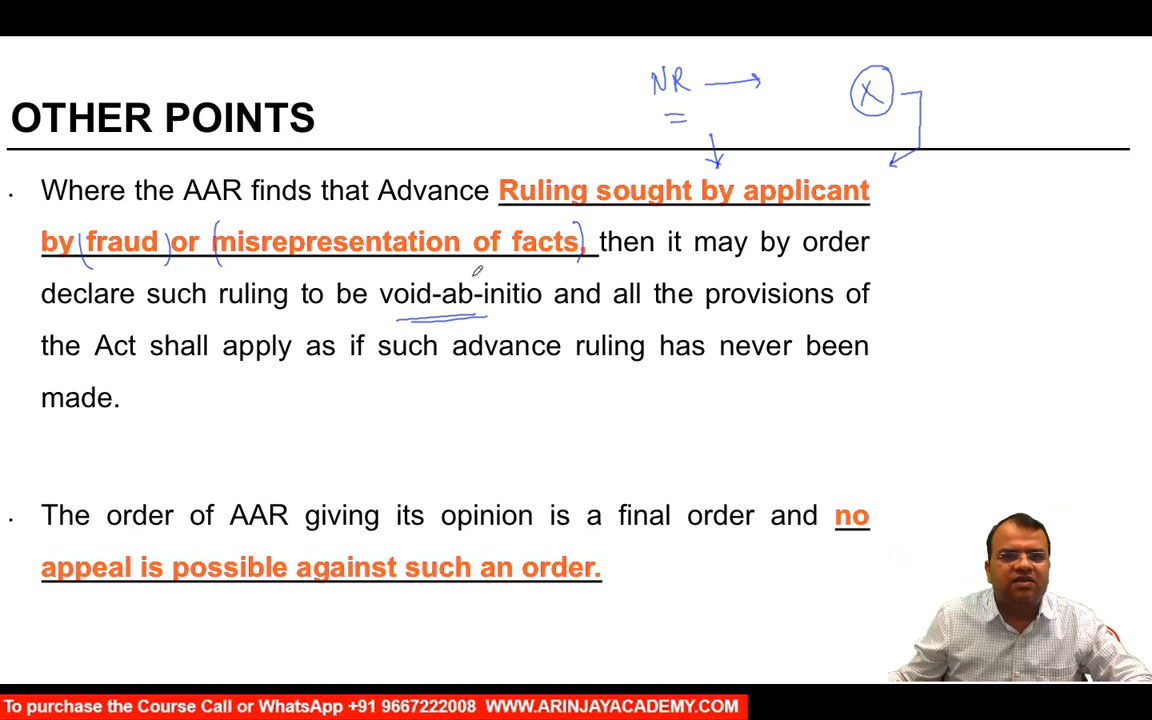 NR
X
OTHER POINTS
. Where the AAR finds that Advance Ruling sought by applicant
by fraud or misrepresentation of facts, then it may by order
declare such ruling to be void-ab-initio and all the provisions of
the Act shall apply as if such advance ruling has never been
made.
. The order of AAR giving its opinion is a final order and no
appeal is possible against such an order.
To purchase the Course Call or WhatsApp +91 9667222008 WWW.ARINJAYACADEMY.COM